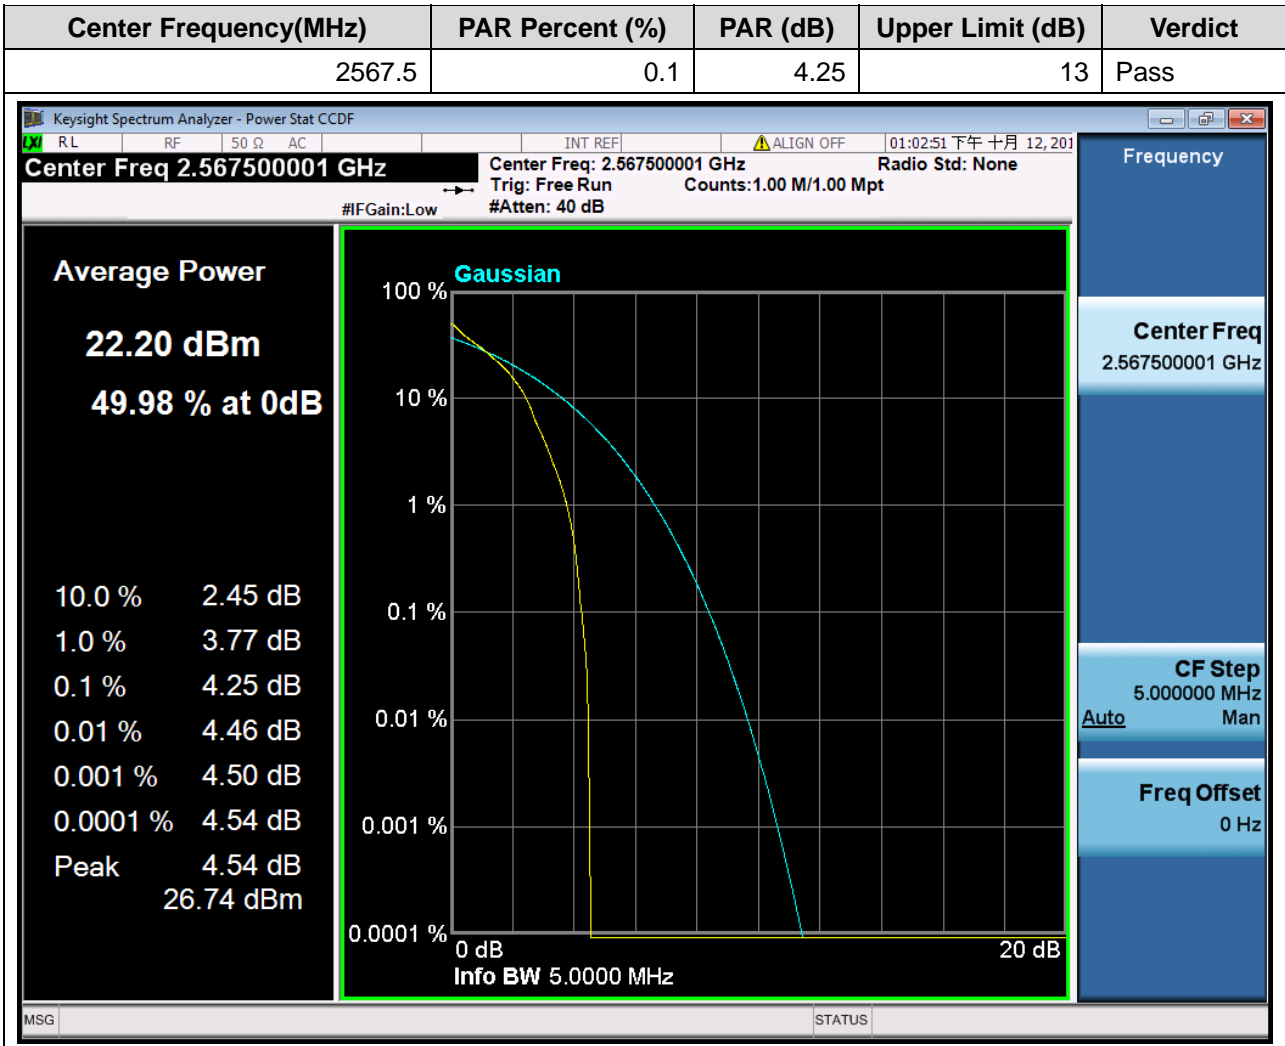 Center Frequency(MHz) PAR Percent (%) PAR (dB) Upper Limit (dB) Verdict
2567.5 0.1 4.25 13 Pass
Keysight Spectrum Analyzer - Power Stat CCDF
LXI RL RF 50 Ω AC INT REF ALIGN OFF 01:02:51 下午 十月 12, 201
Center Freq 2.567500001 GHz
Center Freq: 2.567500001 GHz Radio Std: None
Trig: Free Run Counts:1.00 M/1.00 Mpt
#IFGain:Low #Atten: 40 dB
Average Power
22.20 dBm
49.98 % at 0dB
10.0 % 2.45 dB
1.0 % 3.77 dB
0.1 % 4.25 dB
0.01 % 4.46 dB
0.001 % 4.50 dB
0.0001 % 4.54 dB
Peak 4.54 dB
26.74 dBm
Gaussian
100 %
10 %
1 %
0.1 %
0.01 %
0.001 %
0.0001 %
0 dB 20 dB
Info BW 5.0000 MHz
Frequency
Center Freq
2.567500001 GHz
CF Step
5.000000 MHz
Auto Man
Freq Offset
0 Hz
MSG STATUS